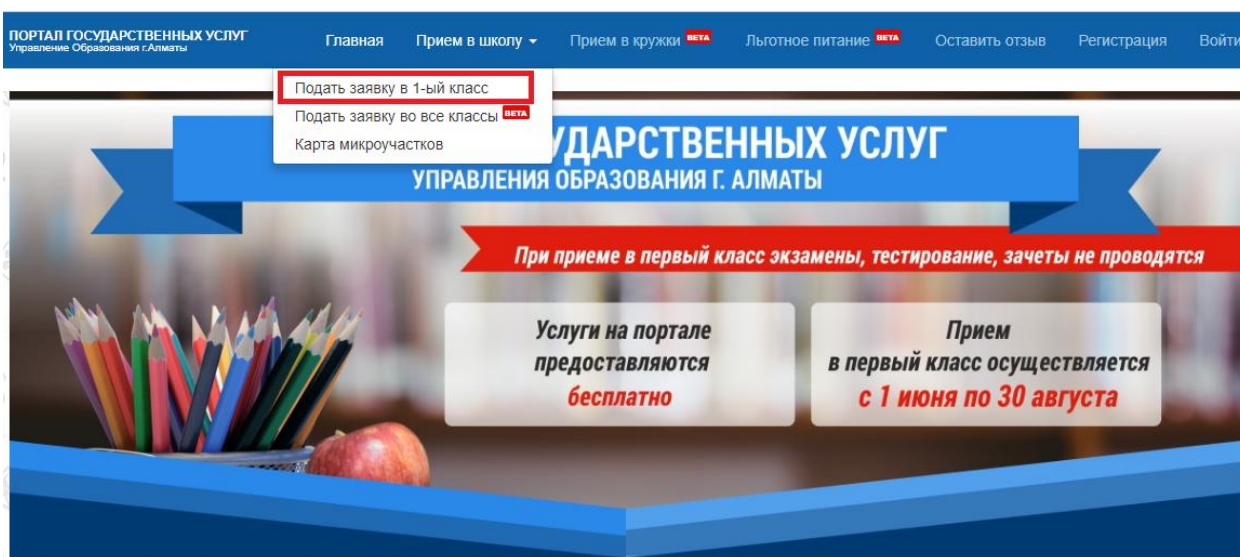 ПОРТАЛ ГОСУДАРСТВЕННЫХ УСЛУГ
Управление Образования г.Алматы
Главная Прием в школу Прием в кружки BETA Льготное питание BETA Оставить отзыв Регистрация Войти
Подать заявку в 1-ый класс
Подать заявку во все классы BETA
Карта микроучастков
УДАРСТВЕННЫХ УСЛУГ
УПРАВЛЕНИЯ ОБРАЗОВАНИЯ Г. АЛМАТЫ
При приеме в первый класс экзамены, тестирование, зачеты не проводятся
Услуги на портале
предоставляются
бесплатно
Прием
в первый класс осуществляется
с 1 июня по 30 августа